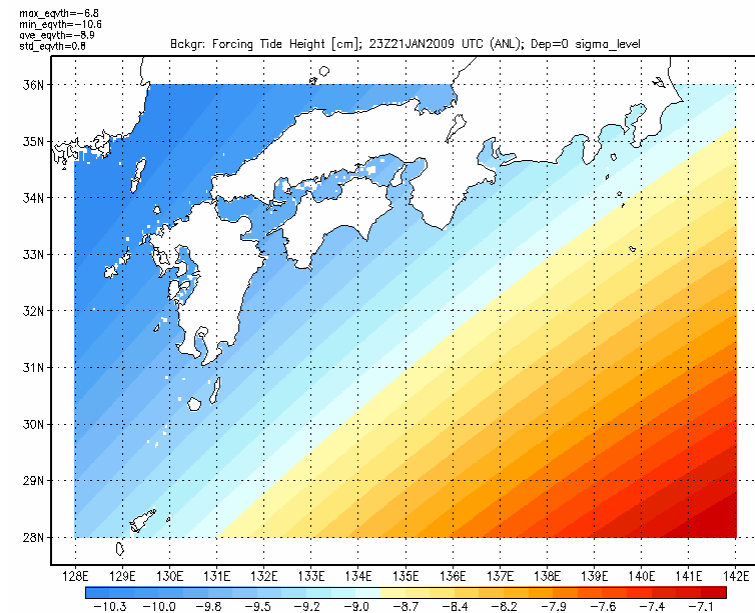 max_eqvth=-6.8
min_eqvth=-10.6
ave_eqvth=-8.9
std_eqvth=0.8
Bckgr: Forcing Tide Height [cm]; 23Z21JAN2009 UTC (ANL); Dep=0 sigma_level
36N
35N
34N
33N
32N
31N
30N
29N
28N
128E 129E 130E 131E 132E 133E 134E 135E 136E 137E 138E 139E 140E 141E 142E
-10.3 -10.0 -9.8 -9.5 -9.2 -9.0 -8.7 -8.4 -8.2 -7.9 -7.6 -7.4 -7.1